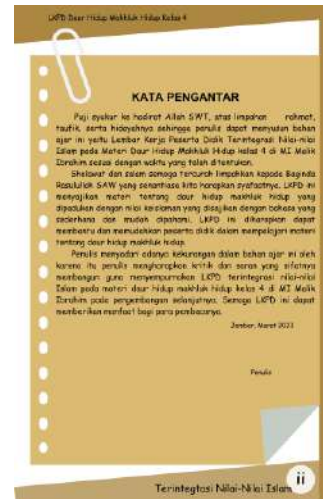 LKPD Daur Hidup Makhluk Hidup Kelas 4
KATA PENGANTAR
Puji syukur ke hadirat Allah SWT, atas limpahan rahmat,
taufik, serta hidayahnya sehingga penulis dapat menyusun bahan
ajar ini yaitu Lembar Kerja Peserta Didik Terintegrasi Nilai-nilai
Islam pada Materi Daur Hidup Makhluk Hidup kelas 4 di MI Malik
Ibrahim sesuai dengan waktu yang telah ditentukan.
Shelawat dan salam semoga tercurah limpahkan kepada Baginda
Rasulullah SAW yang senantiasa kita harapkan syafaatnya. LKPD ini
menyajikan materi tentang daur hidup makhluk hidup yang
dipadukan dengan nilai keislaman yang disajikan dengan bahasa yang
sederhana dan mudah dipahami. LKPD ini diharapkan dapat
membantu dan memudahkan peserta didik dalam mempelajari materi
tentang daur hidup makhluk hidup.
Penulis menyadari adanya kekurangan dalam bahan ajar ini oleh
karena itu penulis mengharapkan kritik dan saran yang sifatnya
membangun guna menyempurnakan LKPD terintegrasi nilai-nilai
Islam pada materi daur hidup makhluk hidup kelas 4 di MI Malik
Ibrahim pada pengembangan selanjutnya. Semoga LKPD ini dapat
memberikan manfaat bagi para pembacanya.
Jember, Maret 2023
Penulis
ii
Terintegtasi Nilai-Nilai Islam